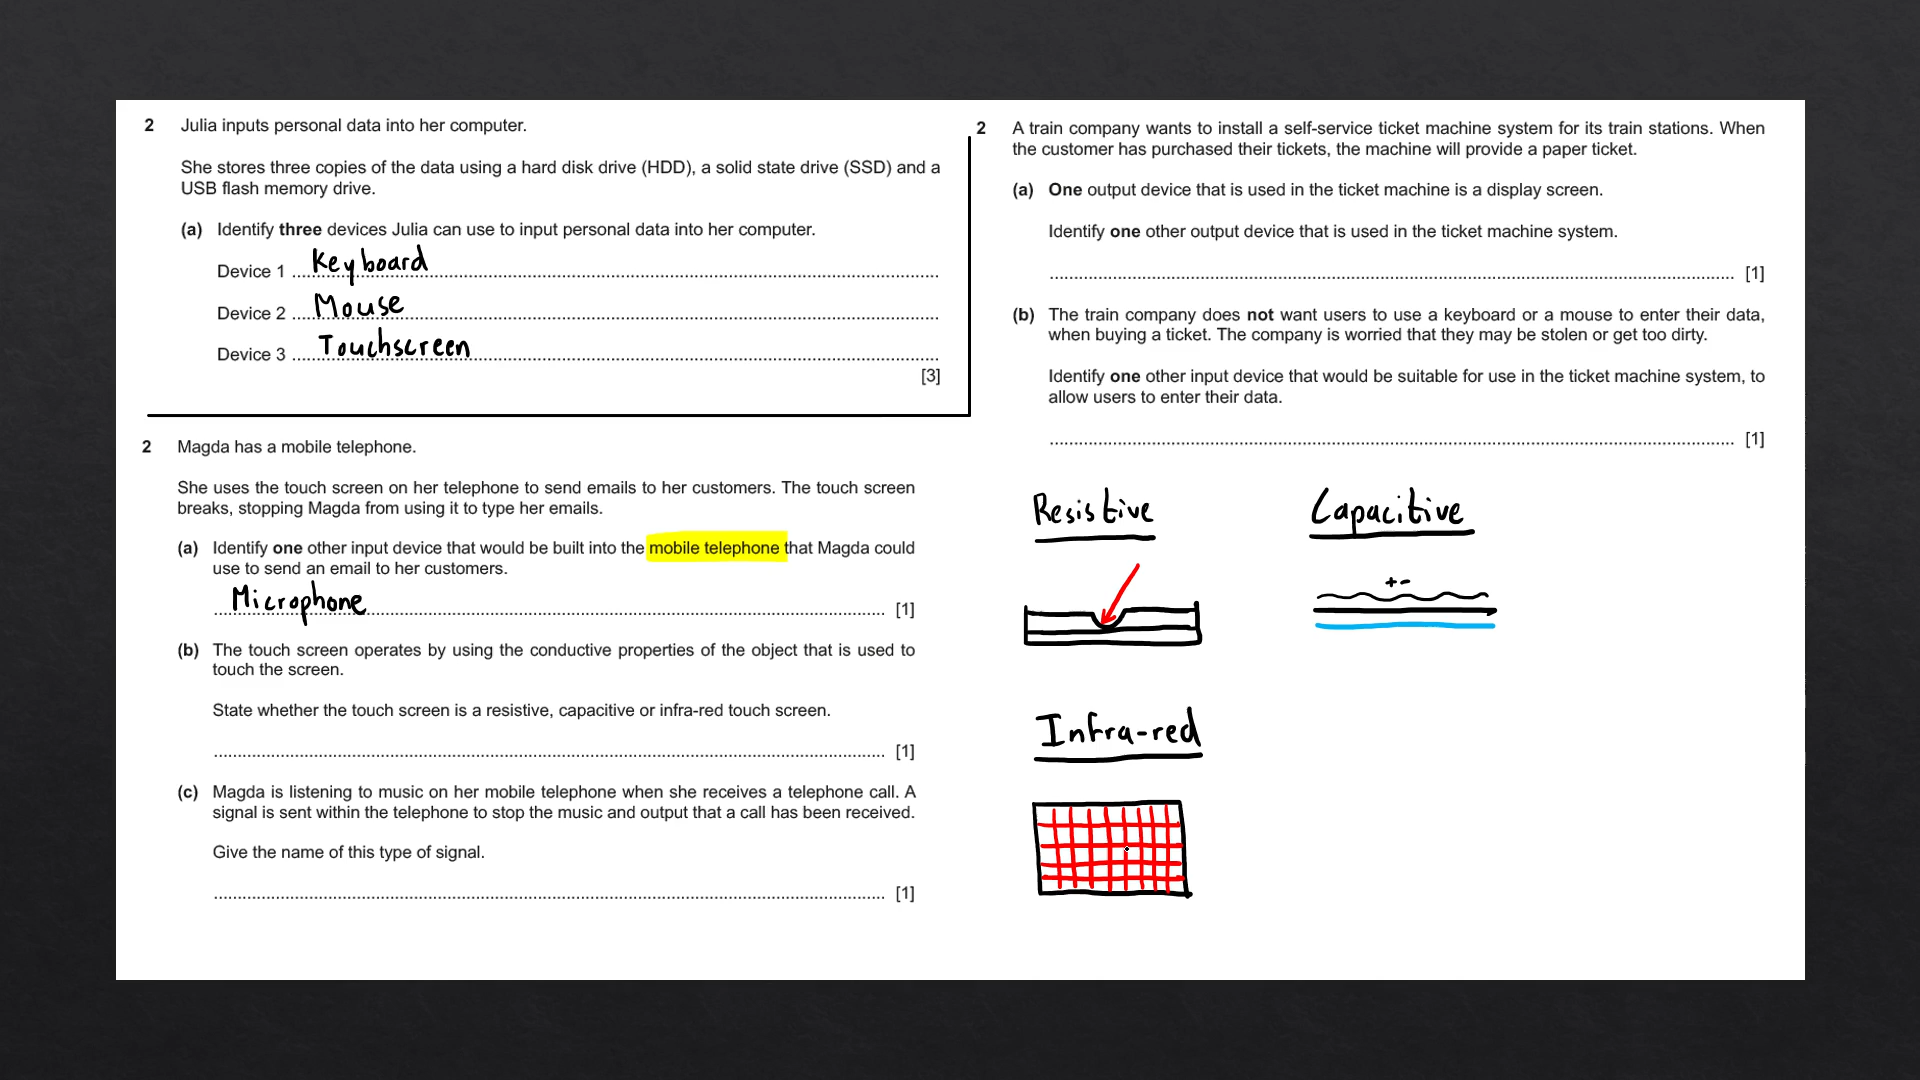 2 Julia inputs personal data into her computer.
She stores three copies of the data using a hard disk drive (HDD), a solid state drive (SSD) and a
USB flash memory drive.
(a) Identify three devices Julia can use to input personal data into her computer.
Device 1 Keyboard
Device 2 Mouse
Device 3 Touchscreen
[3]
2 Magda has a mobile telephone.
She uses the touch screen on her telephone to send emails to her customers. The touch screen
breaks, stopping Magda from using it to type her emails.
(a) Identify one other input device that would be built into the mobile telephone that Magda could
use to send an email to her customers.
Microphone [1]
(b) The touch screen operates by using the conductive properties of the object that is used to
touch the screen.
State whether the touch screen is a resistive, capacitive or infra-red touch screen.
[1]
(c) Magda is listening to music on her mobile telephone when she receives a telephone call. A
signal is sent within the telephone to stop the music and output that a call has been received.
Give the name of this type of signal.
[1]
2 A train company wants to install a self-service ticket machine system for its train stations. When
the customer has purchased their tickets, the machine will provide a paper ticket.
(a) One output device that is used in the ticket machine is a display screen.
Identify one other output device that is used in the ticket machine system.
[1]
(b) The train company does not want users to use a keyboard or a mouse to enter their data,
when buying a ticket. The company is worried that they may be stolen or get too dirty.
Identify one other input device that would be suitable for use in the ticket machine system, to
allow users to enter their data.
[1]
Resistive
Capacitive
+-
Infra-red